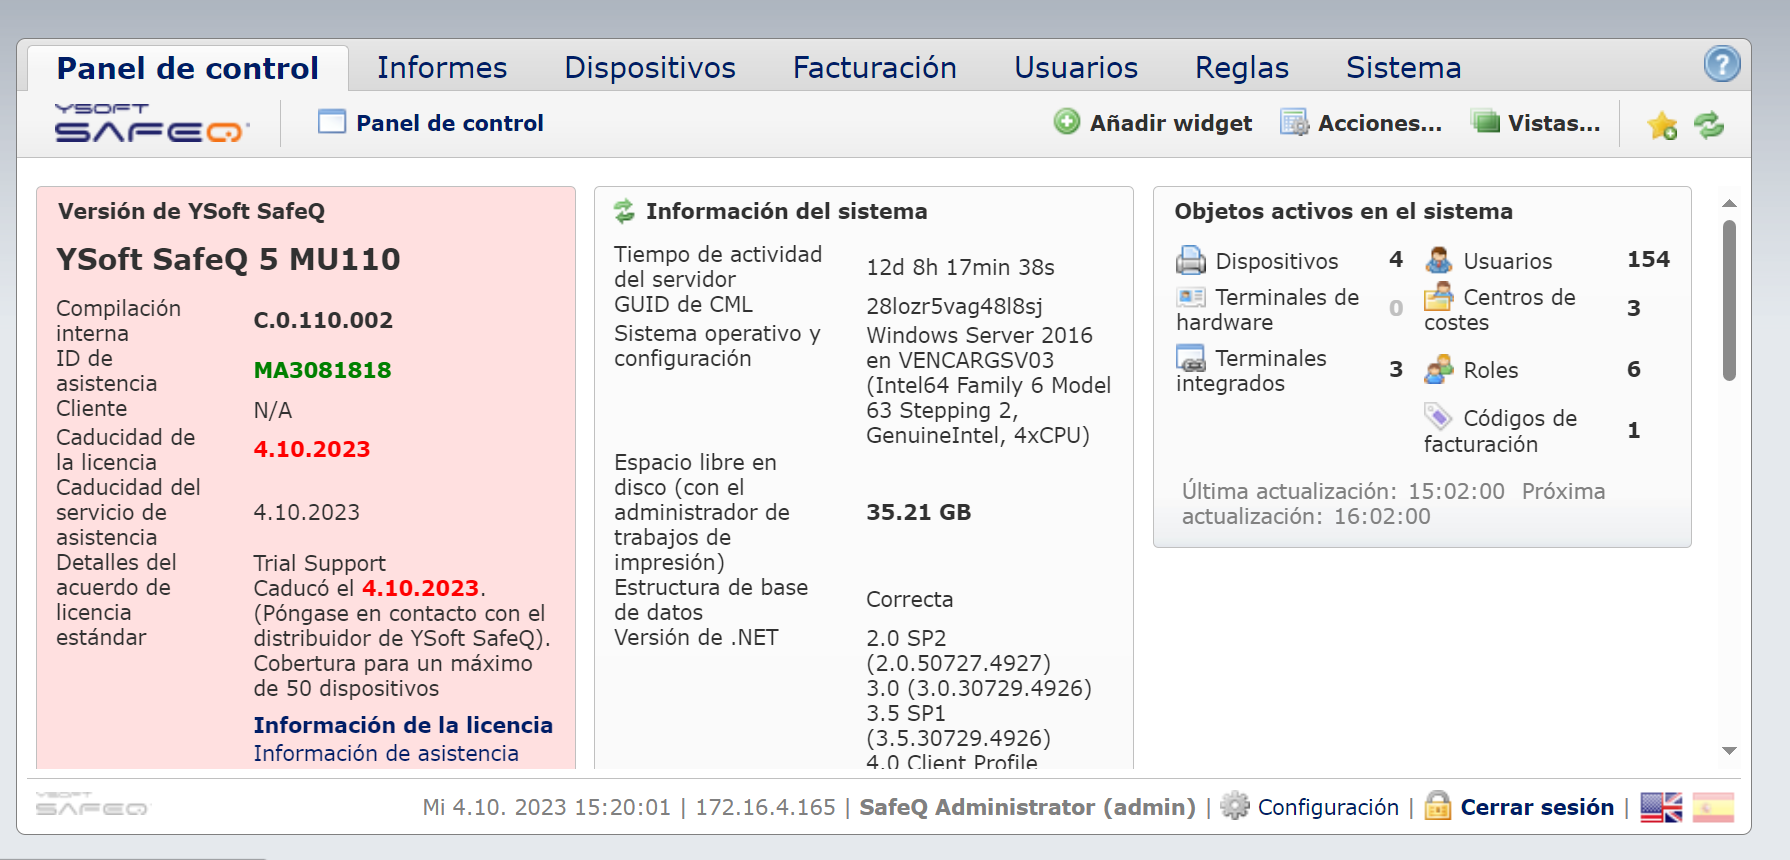 Panel de control
Informes
Dispositivos
Facturación
Usuarios
Reglas
Sistema
?
YSOFT
SAFEQ
Panel de control
Añadir widget
Acciones...
Vistas...
Versión de YSoft SafeQ
YSoft SafeQ 5 MU110
Compilación
interna
C.0.110.002
ID de
asistencia
MA3081818
Cliente
N/A
Caducidad de
la licencia
4.10.2023
Caducidad del
servicio de
asistencia
4.10.2023
Detalles del
acuerdo de
licencia
estándar
Trial Support
Caducó el 4.10.2023.
(Póngase en contacto con el
distribuidor de YSoft SafeQ).
Cobertura para un máximo
de 50 dispositivos
Información de la licencia
Información de asistencia
Información del sistema
Tiempo de actividad
del servidor
12d 8h 17min 38s
GUID de CML
28lozr5vag48l8sj
Sistema operativo y
configuración
Windows Server 2016
en VENCARGSV03
(Intel64 Family 6 Model
63 Stepping 2,
GenuineIntel, 4xCPU)
Espacio libre en
disco (con el
administrador de
trabajos de
impresión)
35.21 GB
Estructura de base
de datos
Correcta
Versión de .NET
2.0 SP2
(2.0.50727.4927)
3.0 (3.0.30729.4926)
3.5 SP1
(3.5.30729.4926)
4.0 Client Profile
Objetos activos en el sistema
Dispositivos 4
Usuarios 154
Terminales de
hardware
0
Centros de
costes
3
Terminales
integrados
3
Roles 6
Códigos de
facturación
1
Última actualización: 15:02:00 Próxima
actualización: 16:02:00
YSOFT
SAFEQ
Mi 4.10. 2023 15:20:01 | 172.16.4.165 | SafeQ Administrator (admin) | Configuración | Cerrar sesión |